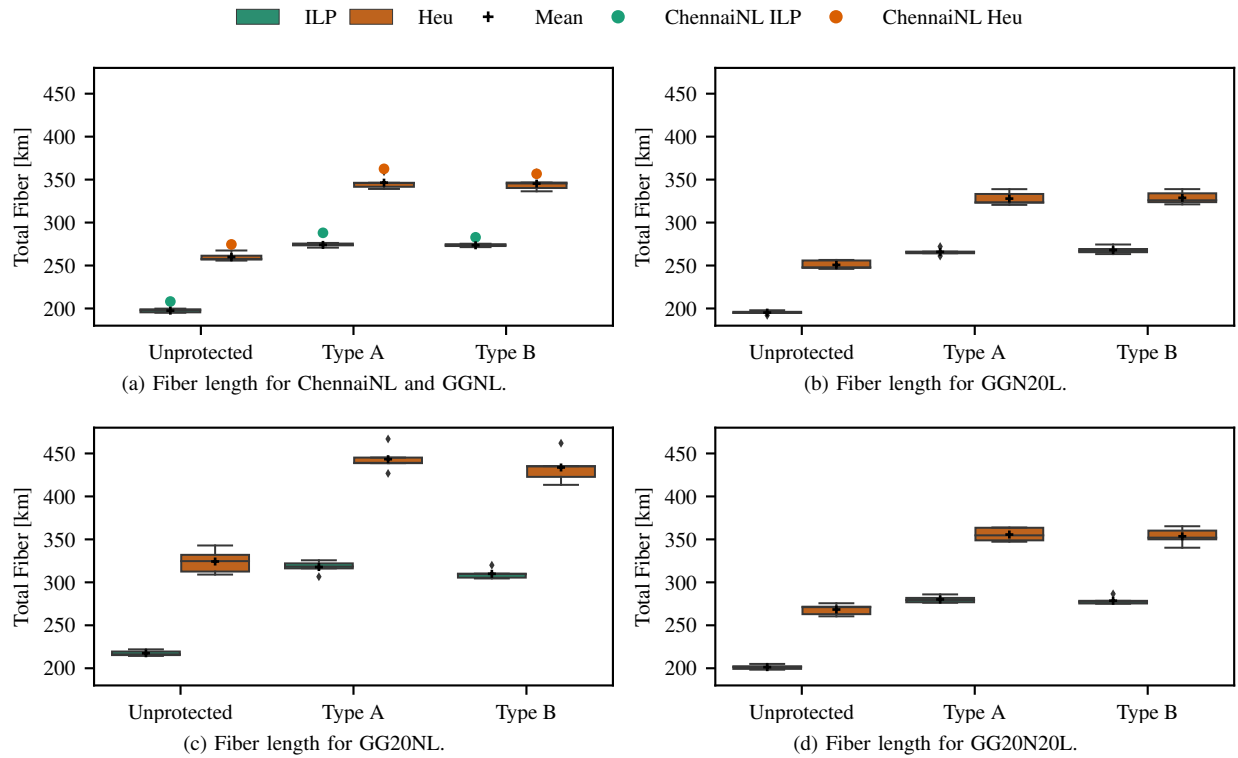 ILP Heu Mean ChennaiNL ILP ChennaiNL Heu
Total Fiber [km]
450
400
350
300
250
200
Unprotected Type A Type B
(a) Fiber length for ChennaiNL and GGNL.
Total Fiber [km]
450
400
350
300
250
200
Unprotected Type A Type B
(b) Fiber length for GGN20L.
Total Fiber [km]
450
400
350
300
250
200
Unprotected Type A Type B
(c) Fiber length for GG20NL.
Total Fiber [km]
450
400
350
300
250
200
Unprotected Type A Type B
(d) Fiber length for GG20N20L.